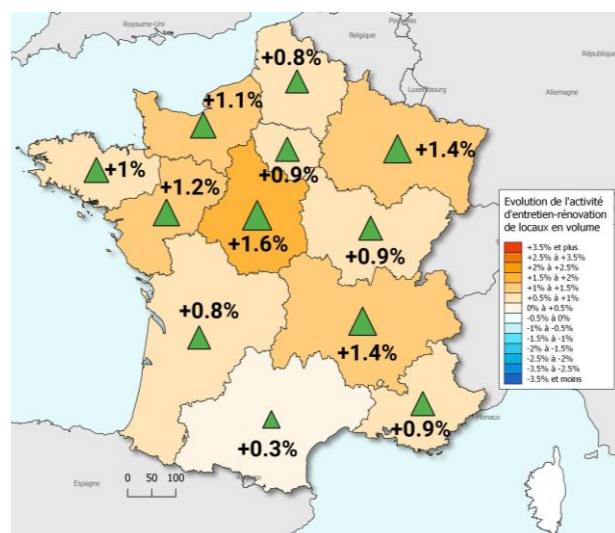 Royaume-Uni
Belgique
Luxembourg
Allemagne
+0.8%
+1.1%
+1.4%
+0.9%
+1%
+1.2%
+1.6%
+0.9%
+0.8%
+1.4%
+0.9%
+0.3%
Monaco
Espagne
0 50 100
Evolution de l'activité
d'entretien-rénovation
de locaux en volume
+3.5% et plus
+2.5% à +3.5%
+2% à +2.5%
+1.5% à +2%
+1% à +1.5%
+0.5% à +1%
0% à +0.5%
-0.5% à 0%
-1% à -0.5%
-1.5% à -1%
-2% à -1.5%
-2.5% à -2%
-3.5% à -2.5%
-3.5% et moins